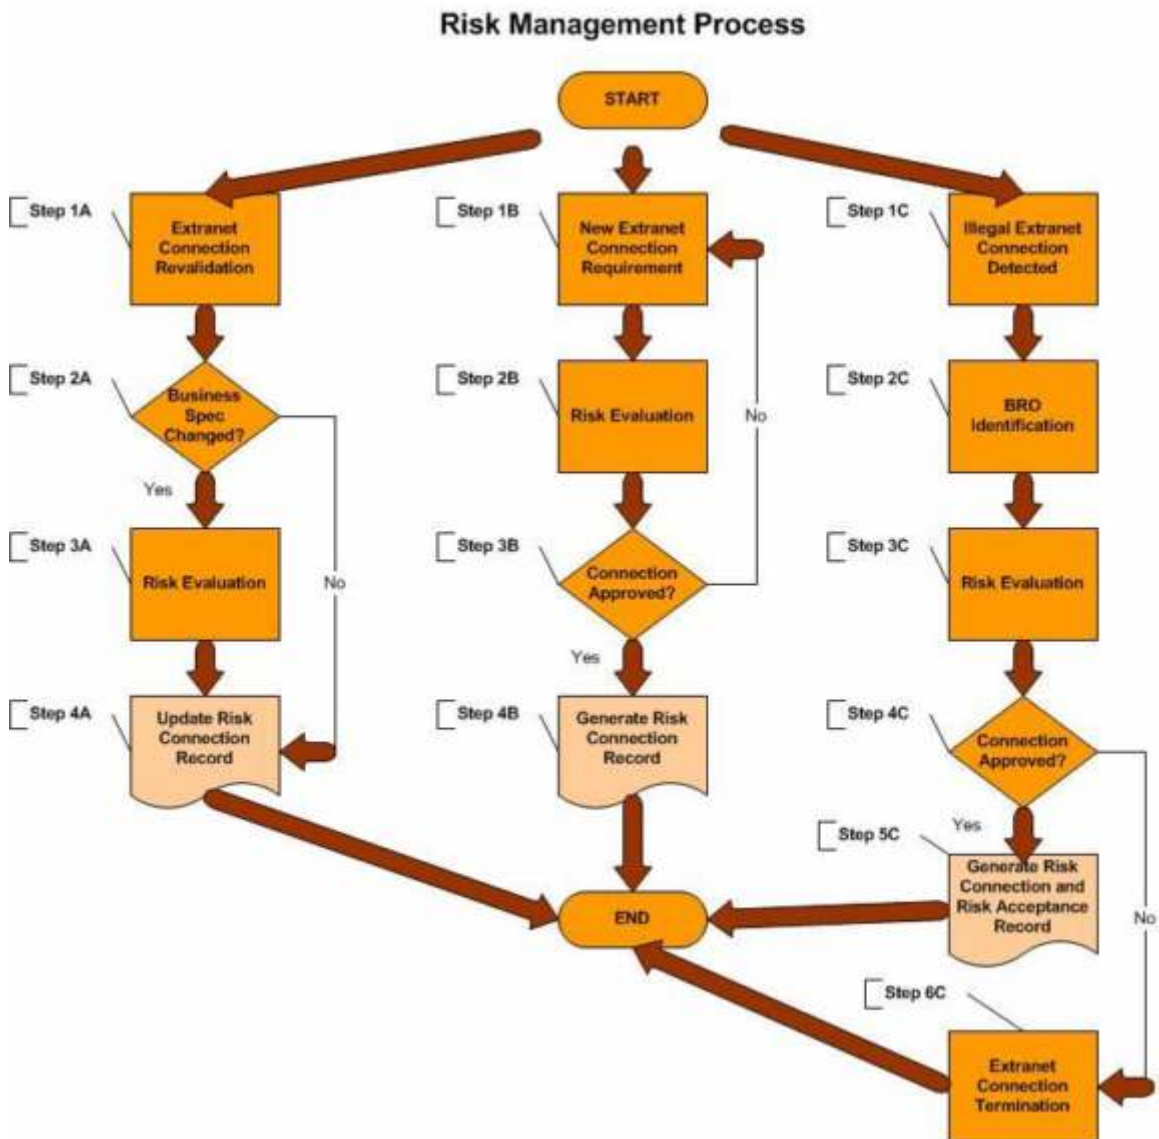 Risk Management Process
START
Step 1A
Extranet
Connection
Revalidation
Step 1B
New Extranet
Connection
Requirement
Step 1C
Illegal Extranet
Connection
Detected
Step 2A
Business
Spec
Changed?
Step 2B
Risk Evaluation
No
Step 2C
BRO
Identification
Yes
Step 3A
Risk Evaluation
No
Step 3B
Connection
Approved?
Step 3C
Risk Evaluation
Yes
Step 4A
Update Risk
Connection
Record
Step 4B
Generate Risk
Connection
Record
Step 4C
Connection
Approved?
Yes
Step 5C
Generate Risk
Connection and
Risk Acceptance
Record
No
END
Step 6C
Extranet
Connection
Termination